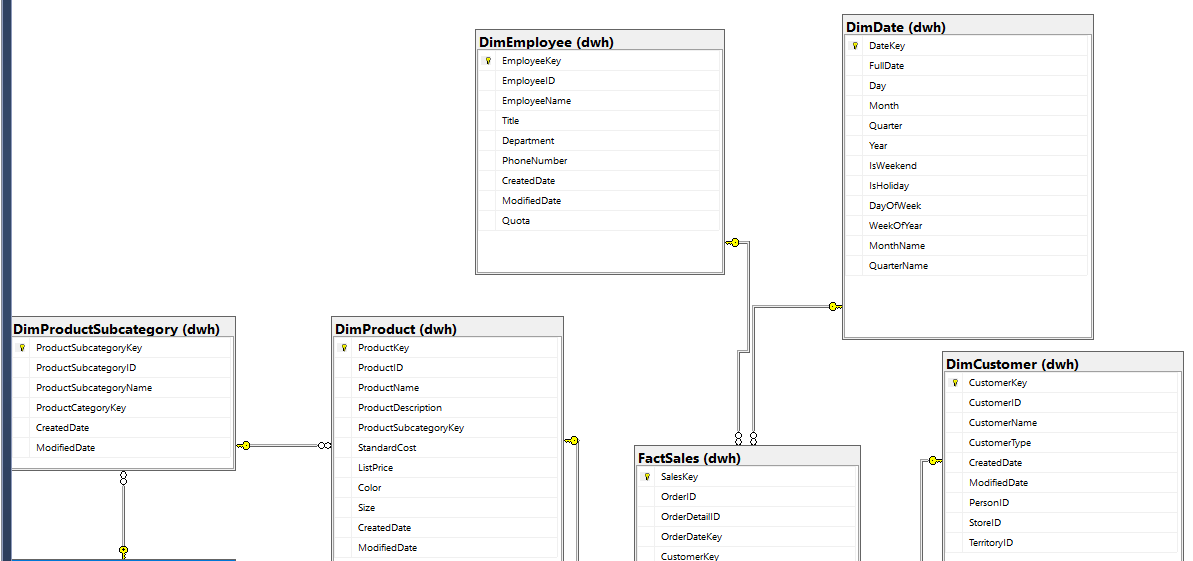 DimEmployee (dwh)
EmployeeKey
EmployeeID
EmployeeName
Title
Department
PhoneNumber
CreatedDate
ModifiedDate
Quota
DimDate (dwh)
DateKey
FullDate
Day
Month
Quarter
Year
IsWeekend
IsHoliday
DayOfWeek
WeekOfYear
MonthName
QuarterName
DimProductSubcategory (dwh)
ProductSubcategoryKey
ProductSubcategoryID
ProductSubcategoryName
ProductCategoryKey
CreatedDate
ModifiedDate
DimProduct (dwh)
ProductKey
ProductID
ProductName
ProductDescription
ProductSubcategoryKey
StandardCost
ListPrice
Color
Size
CreatedDate
ModifiedDate
FactSales (dwh)
SalesKey
OrderID
OrderDetailID
OrderDateKey
CustomerKey
DimCustomer (dwh)
CustomerKey
CustomerID
CustomerName
CustomerType
CreatedDate
ModifiedDate
PersonID
StoreID
TerritoryID